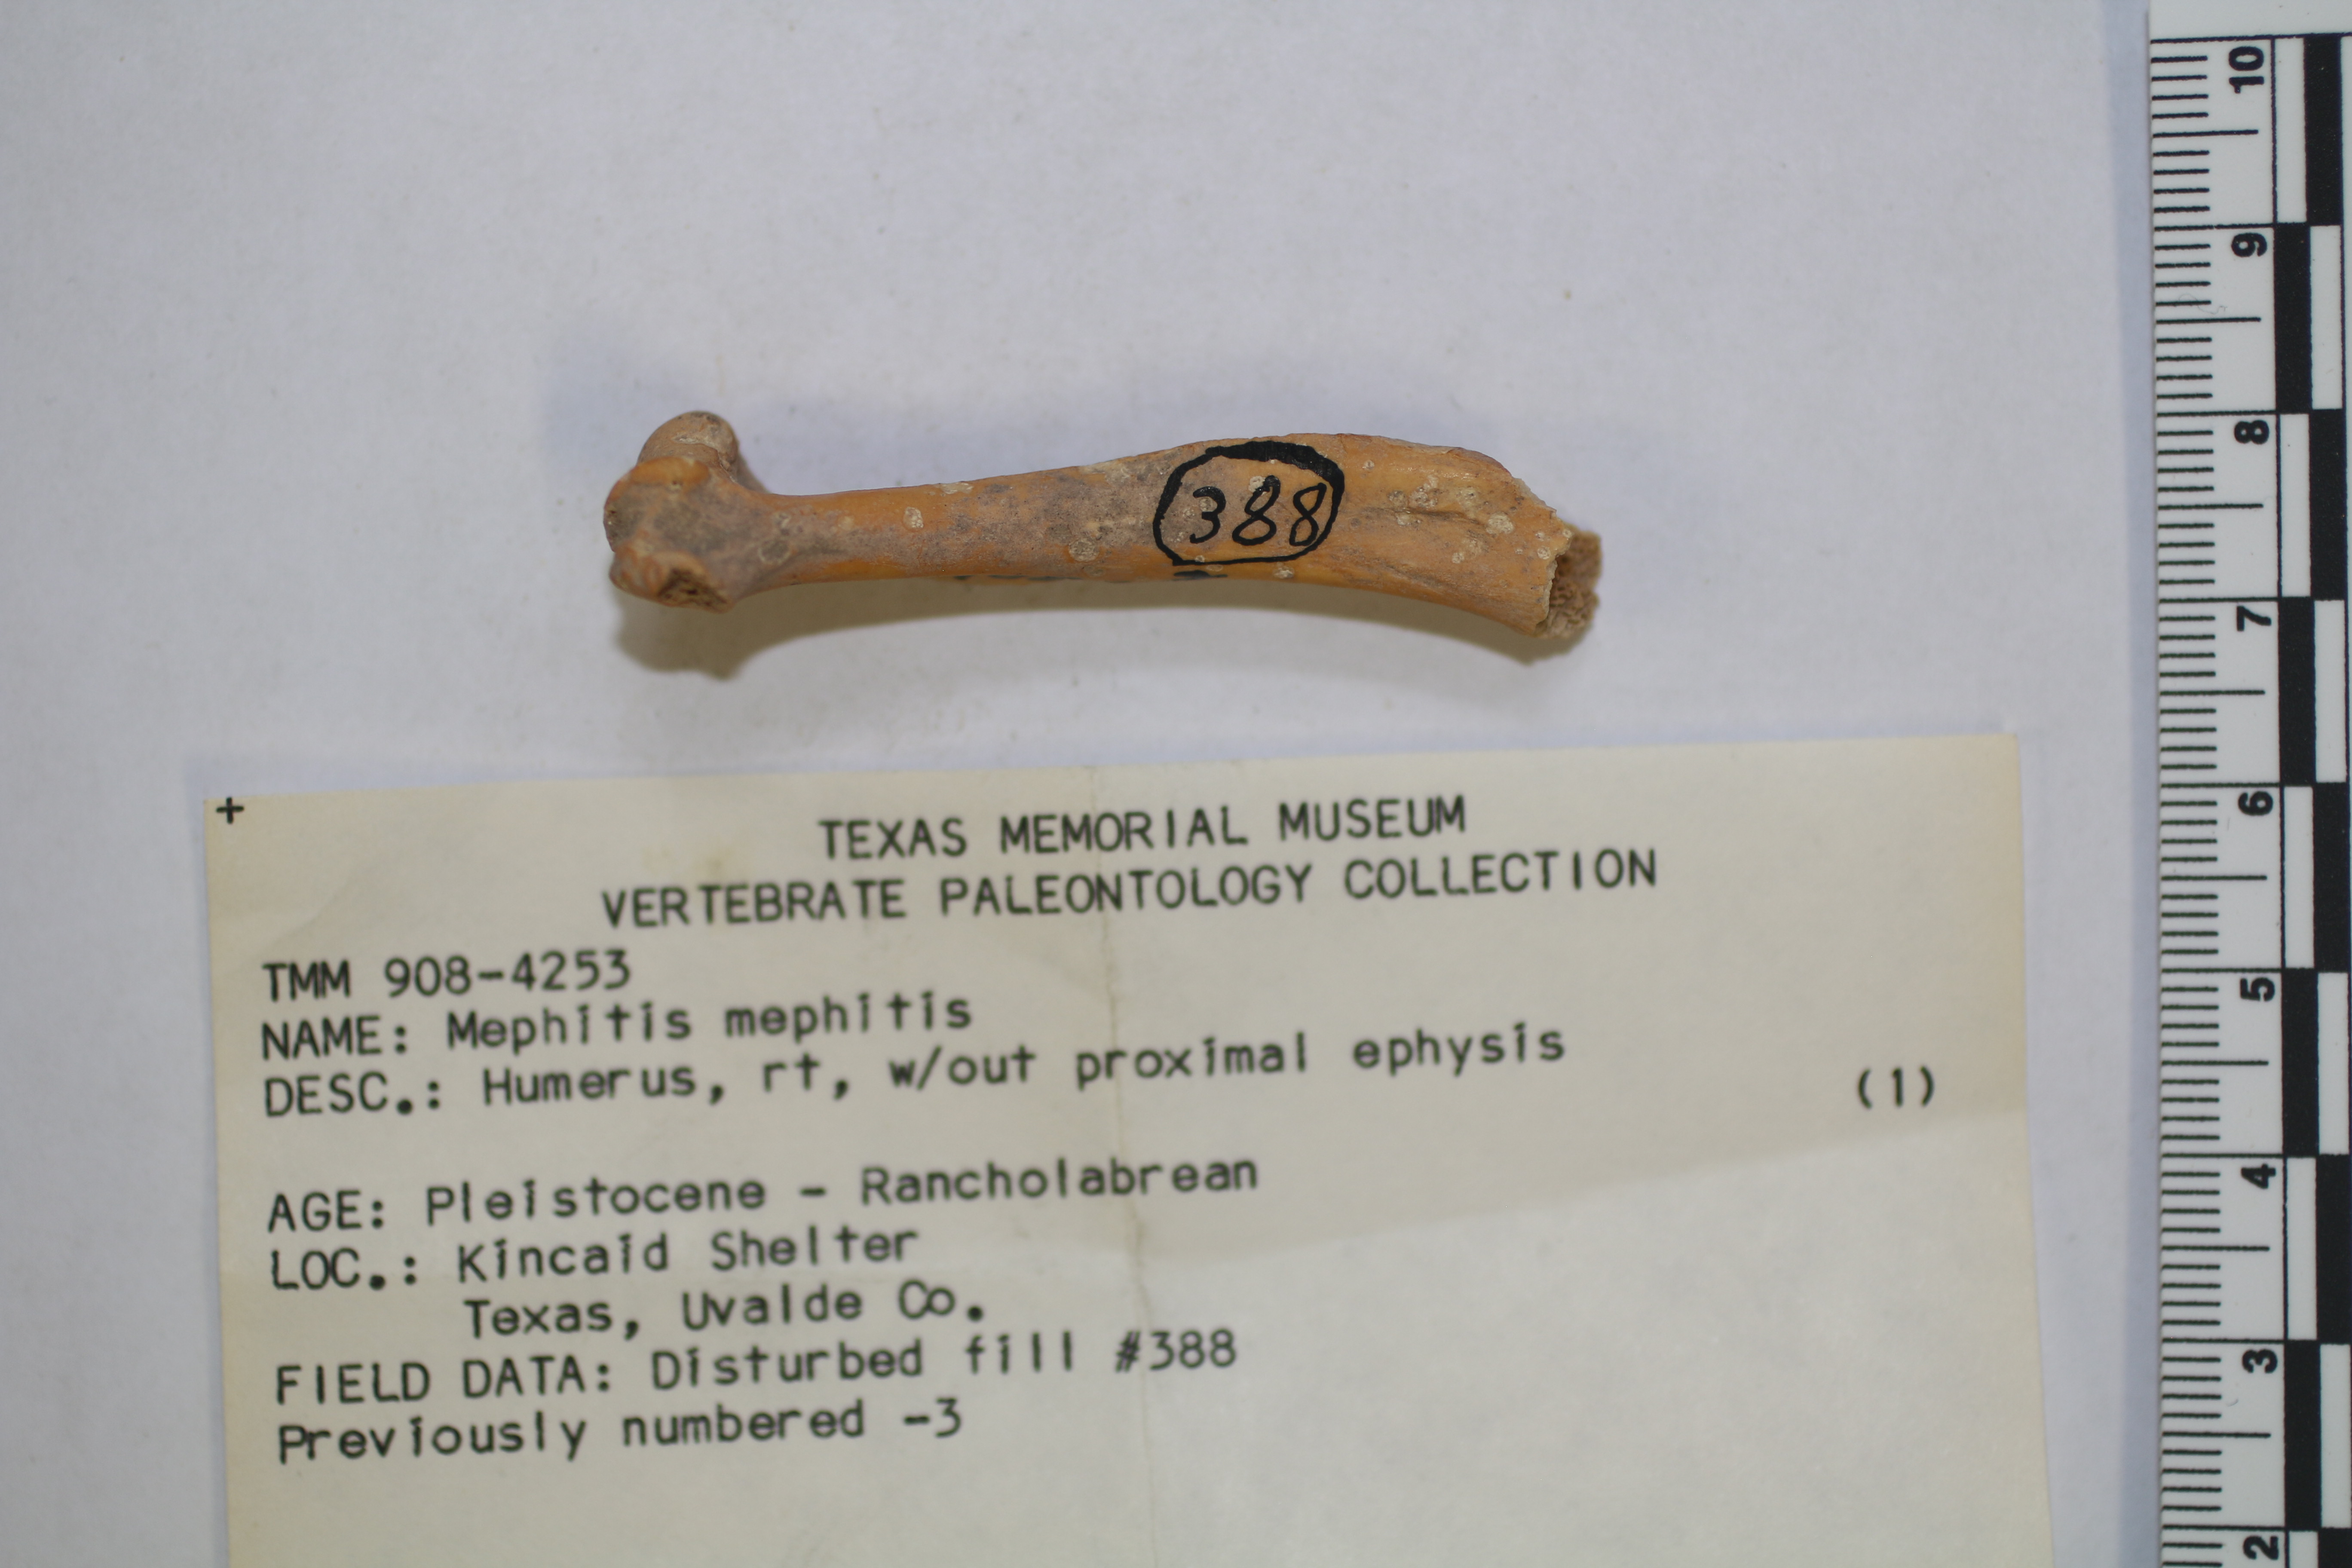 388
+
TEXAS MEMORIAL MUSEUM
VERTEBRATE PALEONTOLOGY COLLECTION
TMM 908-4253
NAME: Mephitis mephitis
DESC.: Humerus, rt, w/out proximal ephysis
(1)
AGE: Pleistocene - Rancholabrean
LOC.: Kincaid Shelter
Texas, Uvalde Co.
FIELD DATA: Disturbed fill #388
Previously numbered -3
10
9
8
7
6
5
4
3
2